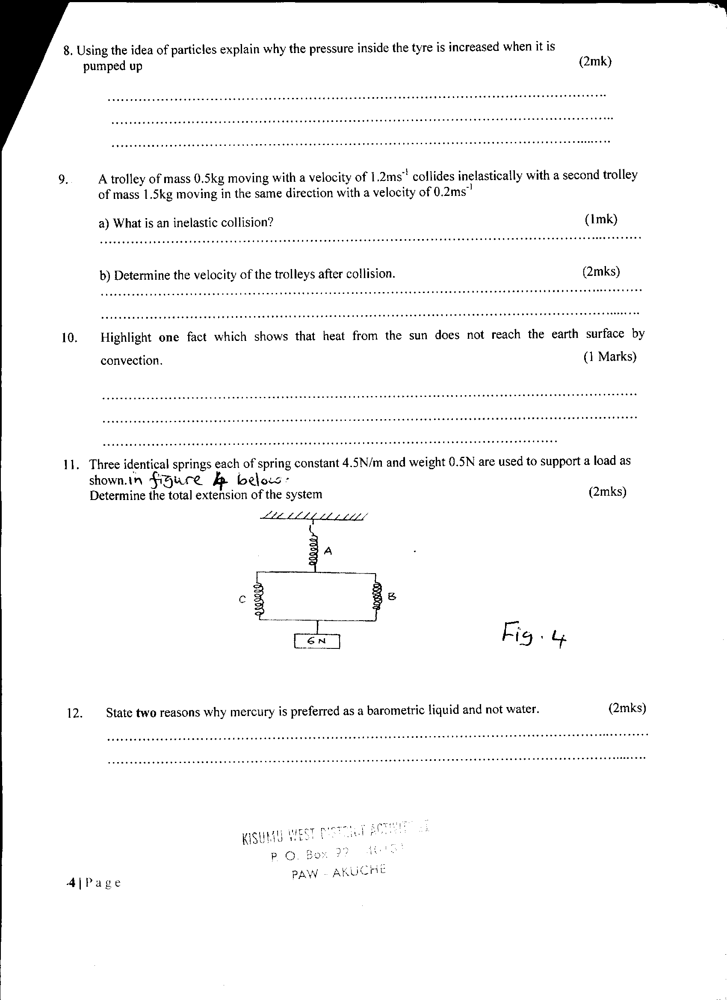 8. Using the idea of particles explain why the pressure inside the tyre is increased when it is
pumped up (2mk)
9. A trolley of mass 0.5kg moving with a velocity of 1.2ms⁻¹ collides inelastically with a second trolley
of mass 1.5kg moving in the same direction with a velocity of 0.2ms⁻¹
a) What is an inelastic collision? (1mk)
b) Determine the velocity of the trolleys after collision. (2mks)
10. Highlight one fact which shows that heat from the sun does not reach the earth surface by
convection. (1 Marks)
11. Three identical springs each of spring constant 4.5N/m and weight 0.5N are used to support a load as
shown.in figure 4 below.
Determine the total extension of the system (2mks)
A
C
B
6N
Fig. 4
12. State two reasons why mercury is preferred as a barometric liquid and not water. (2mks)
KISUMU WEST DISTRICT
P. O. Box
PAW - AKUCHE
4 | Page